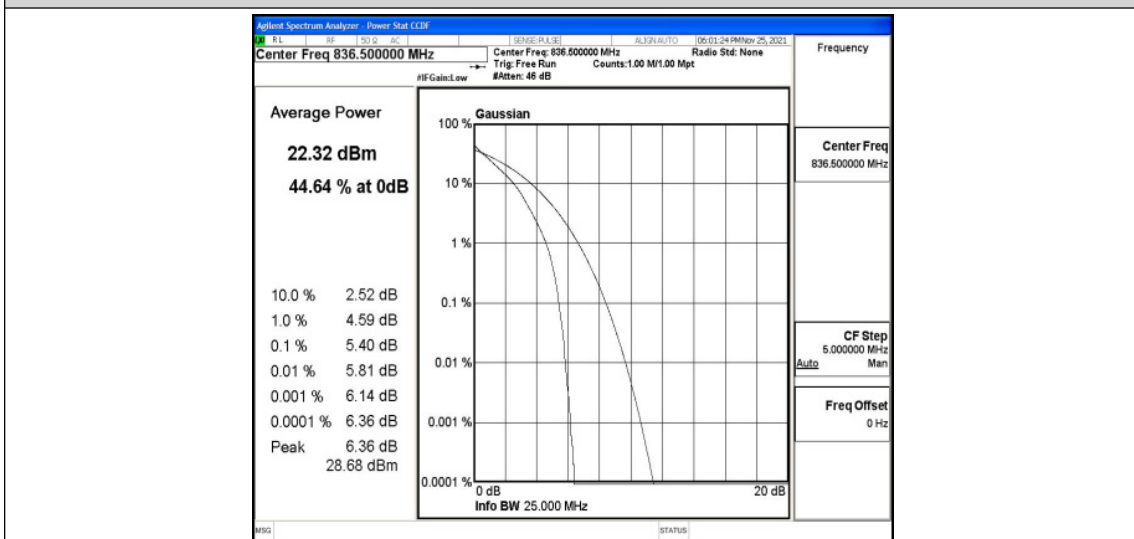 Agilent Spectrum Analyzer - Power Stat CCDF
RL RF 50 Ω AC SENSE:PULSE ALIGN AUTO 06:01:24 PM Nov 25, 2021
Center Freq 836.500000 MHz
Center Freq: 836.500000 MHz Radio Std: None
Trig: Free Run Counts:1.00 M/1.00 Mpt
#IFGain:Low #Atten: 46 dB
Frequency
Average Power
22.32 dBm
44.64 % at 0dB
10.0 % 2.52 dB
1.0 % 4.59 dB
0.1 % 5.40 dB
0.01 % 5.81 dB
0.001 % 6.14 dB
0.0001 % 6.36 dB
Peak 6.36 dB
28.68 dBm
Gaussian
100 %
10 %
1 %
0.1 %
0.01 %
0.001 %
0.0001 %
0 dB 20 dB
Info BW 25.000 MHz
Center Freq
836.500000 MHz
CF Step
5.000000 MHz
Auto Man
Freq Offset
0 Hz
MSG STATUS